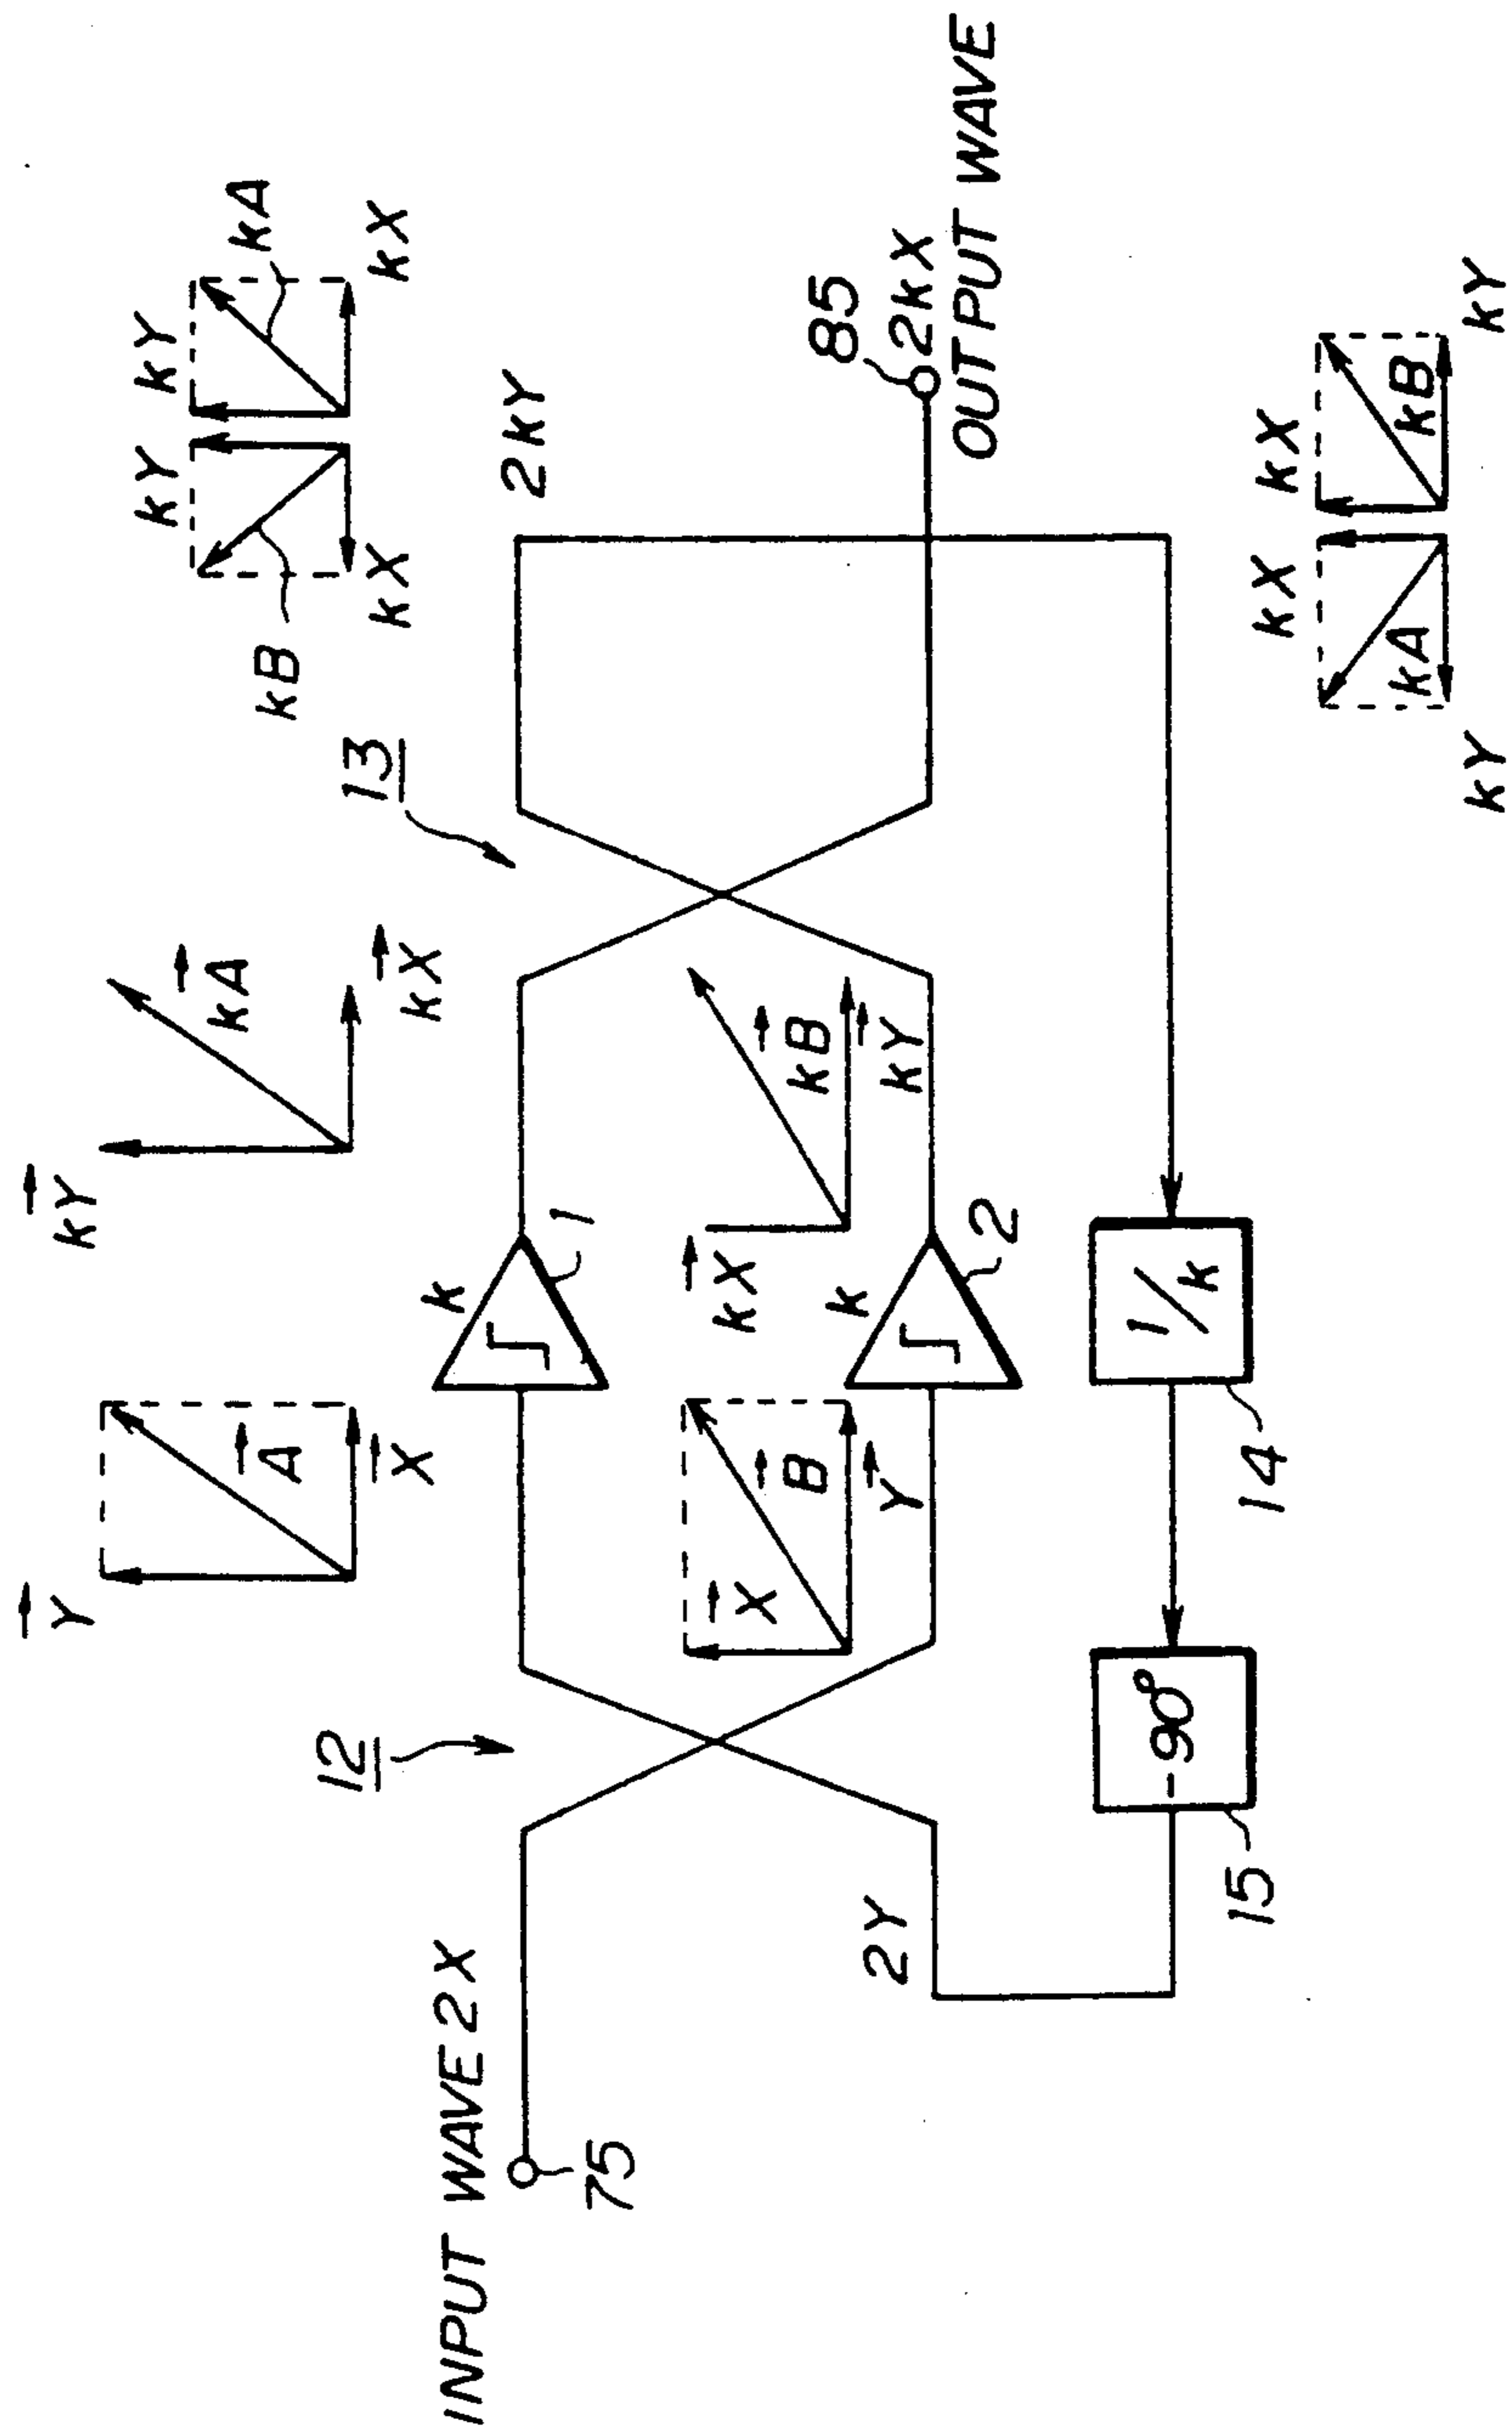 INPUT WAVE 2X
75
12
Y
A
X
X
B
Y
2Y
k
1
k
2
kY
kA
kX
kX
kB
kY
13
kY
kY
kB
kA
kX
kX
2kY
85
2kX
OUTPUT WAVE
15
-90°
14
1/k
kX
kX
kA
kB
kY
kY